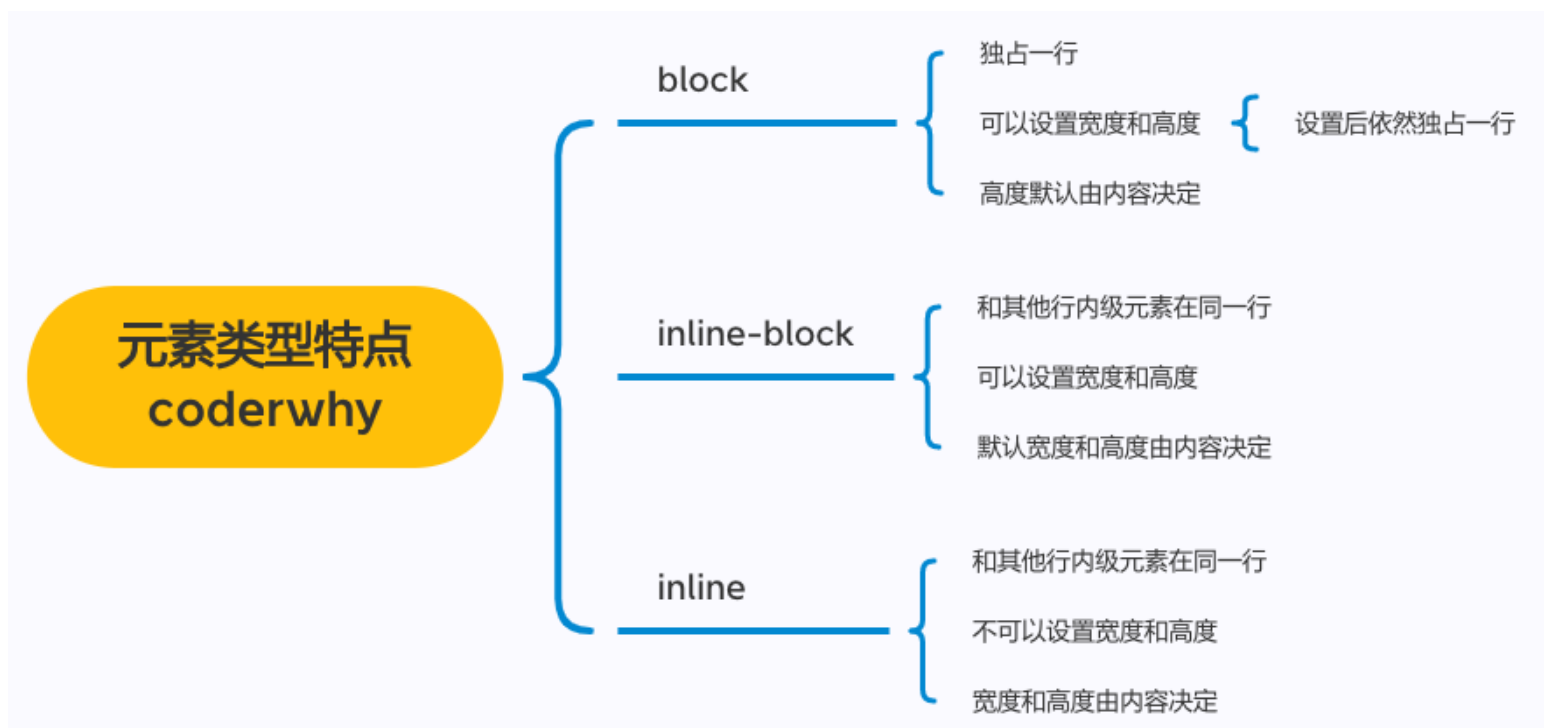 元素类型特点
coderwhy
block
独占一行
可以设置宽度和高度
设置后依然独占一行
高度默认由内容决定
inline-block
和其他行内级元素在同一行
可以设置宽度和高度
默认宽度和高度由内容决定
inline
和其他行内级元素在同一行
不可以设置宽度和高度
宽度和高度由内容决定